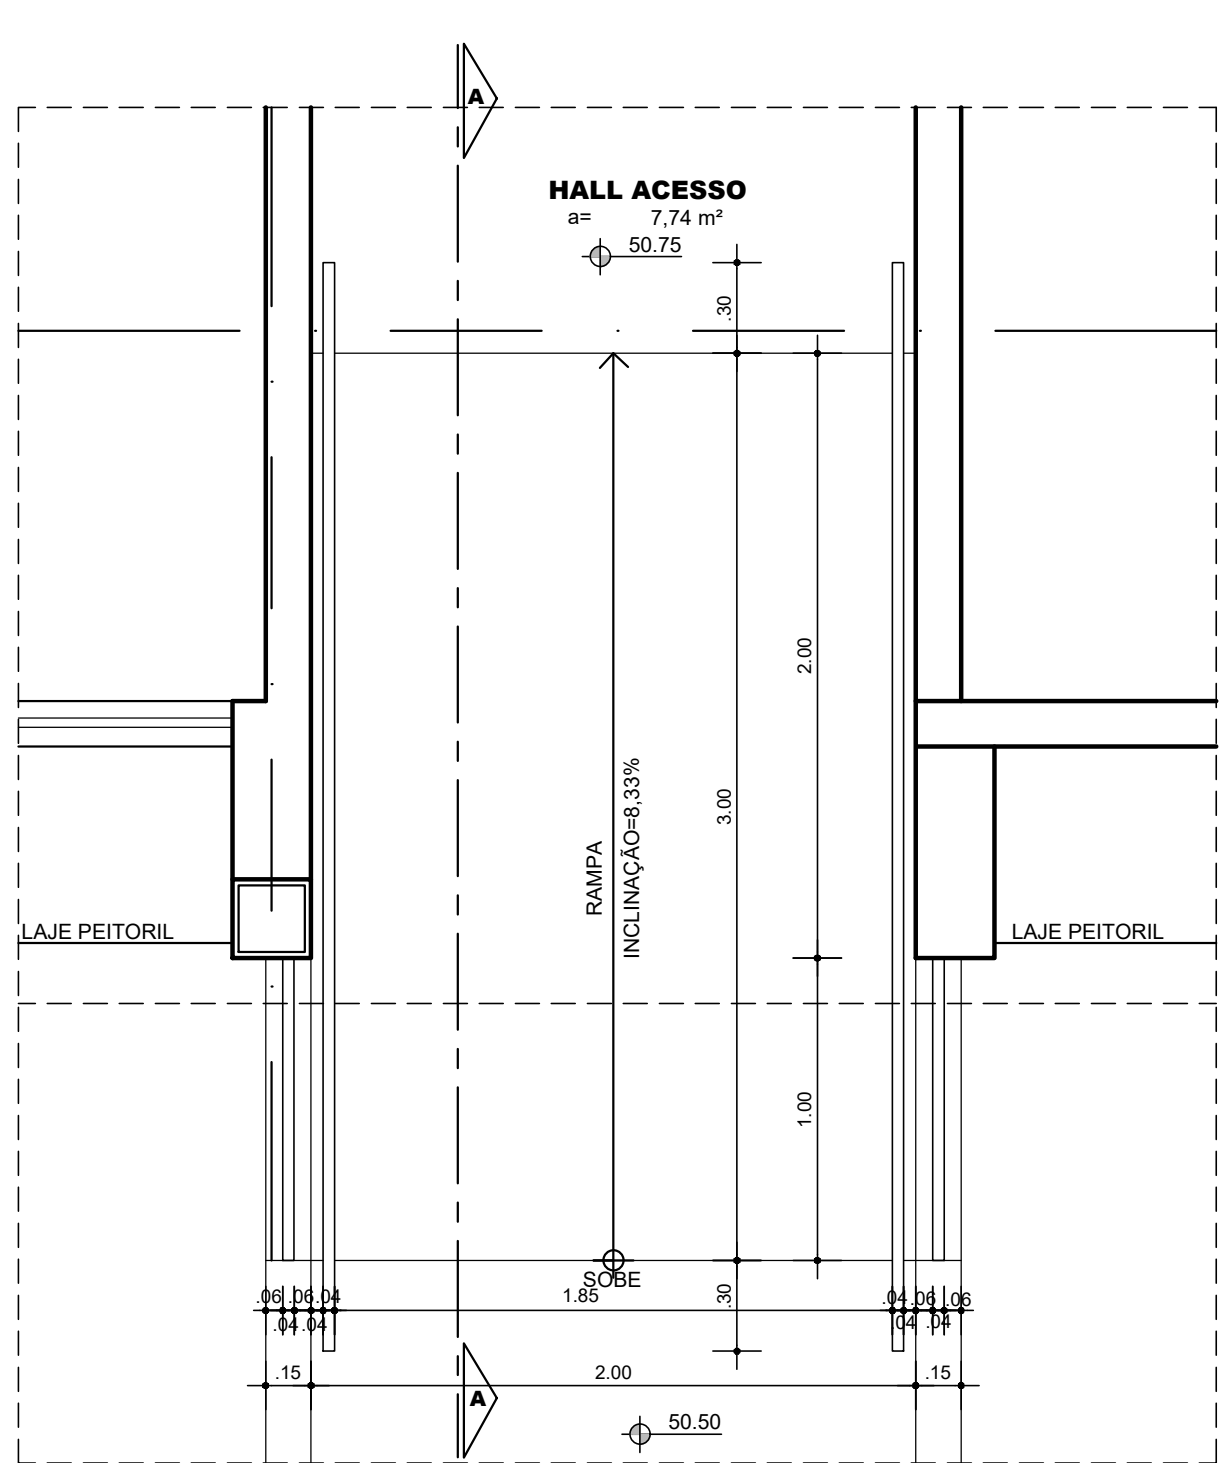 A
HALL ACESSO
a= 7,74 m²
50.75
.30
2.00
3.00
RAMPA
INCLINAÇÃO=8,33%
LAJE PEITORIL
LAJE PEITORIL
1.00
SOBE
.06 .06 .04 1.85 .30 .04 .06 .06
.04 .04 .04 .04
.15 2.00 .15
A
50.50